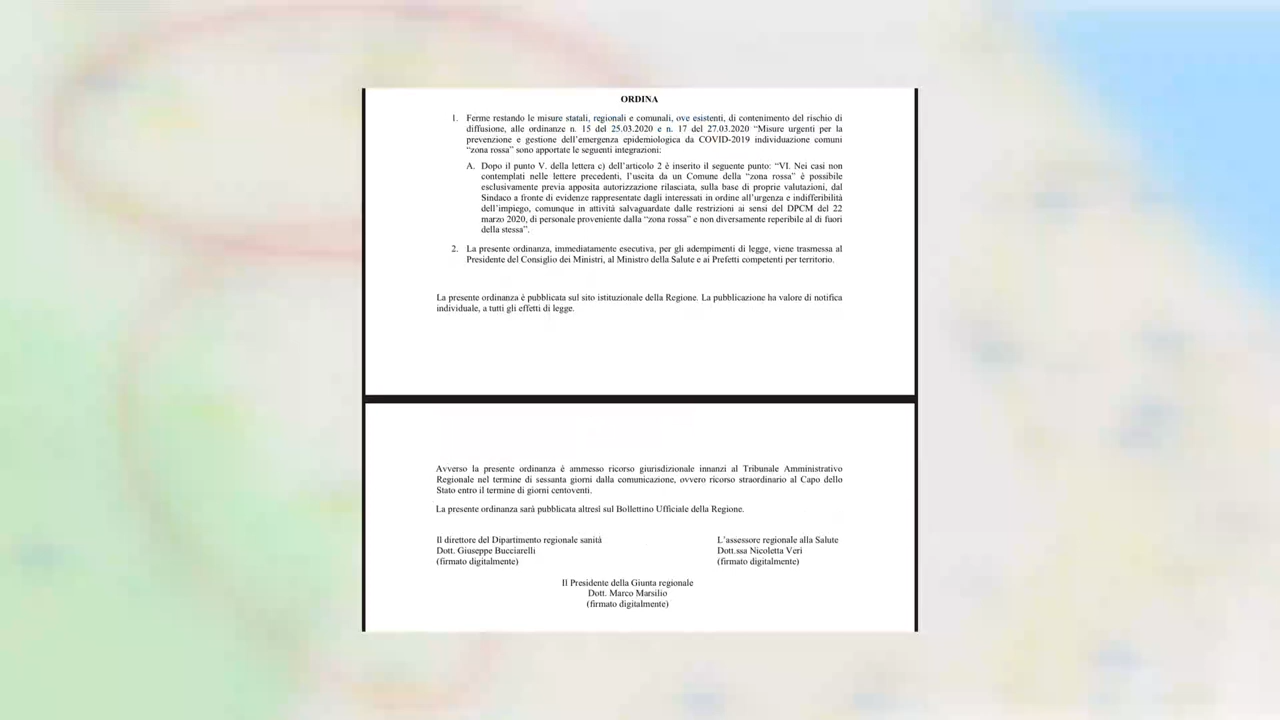 ORDINA
1. Ferme restando le misure statali, regionali e comunali, ove esistenti, di contenimento del rischio di
diffusione, alle ordinanze n. 15 del 25.03.2020 e n. 17 del 27.03.2020 “Misure urgenti per la
prevenzione e gestione dell’emergenza epidemiologica da COVID-2019 individuazione comuni
“zona rossa” sono apportate le seguenti integrazioni:
A. Dopo il punto V. della lettera c) dell’articolo 2 è inserito il seguente punto: “VI. Nei casi non
contemplati nelle lettere precedenti, l’uscita da un Comune della “zona rossa” è possibile
esclusivamente previa apposita autorizzazione rilasciata, sulla base di proprie valutazioni, dal
Sindaco a fronte di evidenze rappresentate dagli interessati in ordine all’urgenza e indifferibilità
dell’impiego, comunque in attività salvaguardate dalle restrizioni ai sensi del DPCM del 22
marzo 2020, di personale proveniente dalla “zona rossa” e non diversamente reperibile al di fuori
della stessa”.
2. La presente ordinanza, immediatamente esecutiva, per gli adempimenti di legge, viene trasmessa al
Presidente del Consiglio dei Ministri, al Ministro della Salute e ai Prefetti competenti per territorio.
La presente ordinanza è pubblicata sul sito istituzionale della Regione. La pubblicazione ha valore di notifica
individuale, a tutti gli effetti di legge.
Avverso la presente ordinanza è ammesso ricorso giurisdizionale innanzi al Tribunale Amministrativo
Regionale nel termine di sessanta giorni dalla comunicazione, ovvero ricorso straordinario al Capo dello
Stato entro il termine di giorni centoventi.
La presente ordinanza sarà pubblicata altresì sul Bollettino Ufficiale della Regione.
Il direttore del Dipartimento regionale sanità
Dott. Giuseppe Bucciarelli
(firmato digitalmente)
L’assessore regionale alla Salute
Dott.ssa Nicoletta Verì
(firmato digitalmente)
Il Presidente della Giunta regionale
Dott. Marco Marsilio
(firmato digitalmente)